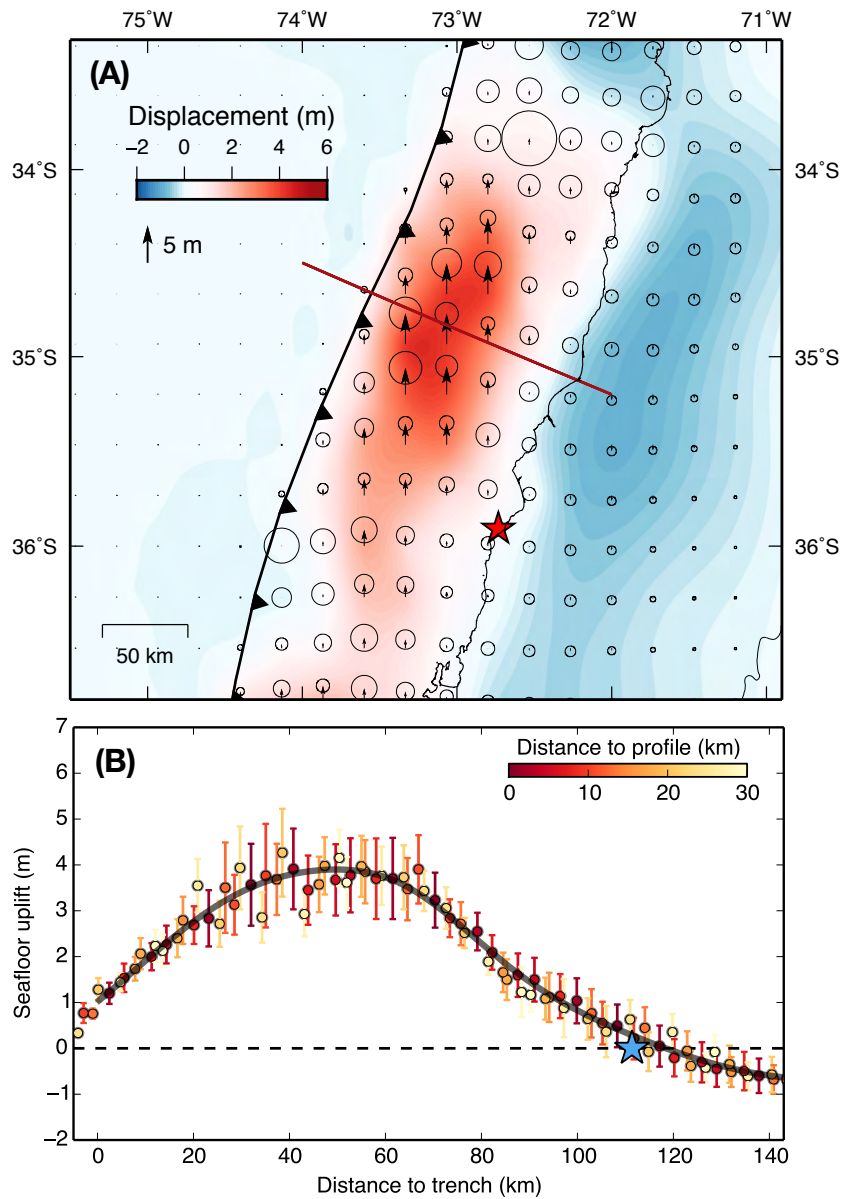 75°W 74°W 73°W 72°W 71°W
(A)
Displacement (m)
−2 0 2 4 6
5 m
34°S 34°S
35°S 35°S
36°S 36°S
50 km
7
6
5
4
3
2
1
0
−1
−2
Seafloor uplift (m)
(B)
Distance to profile (km)
0 10 20 30
0 20 40 60 80 100 120 140
Distance to trench (km)